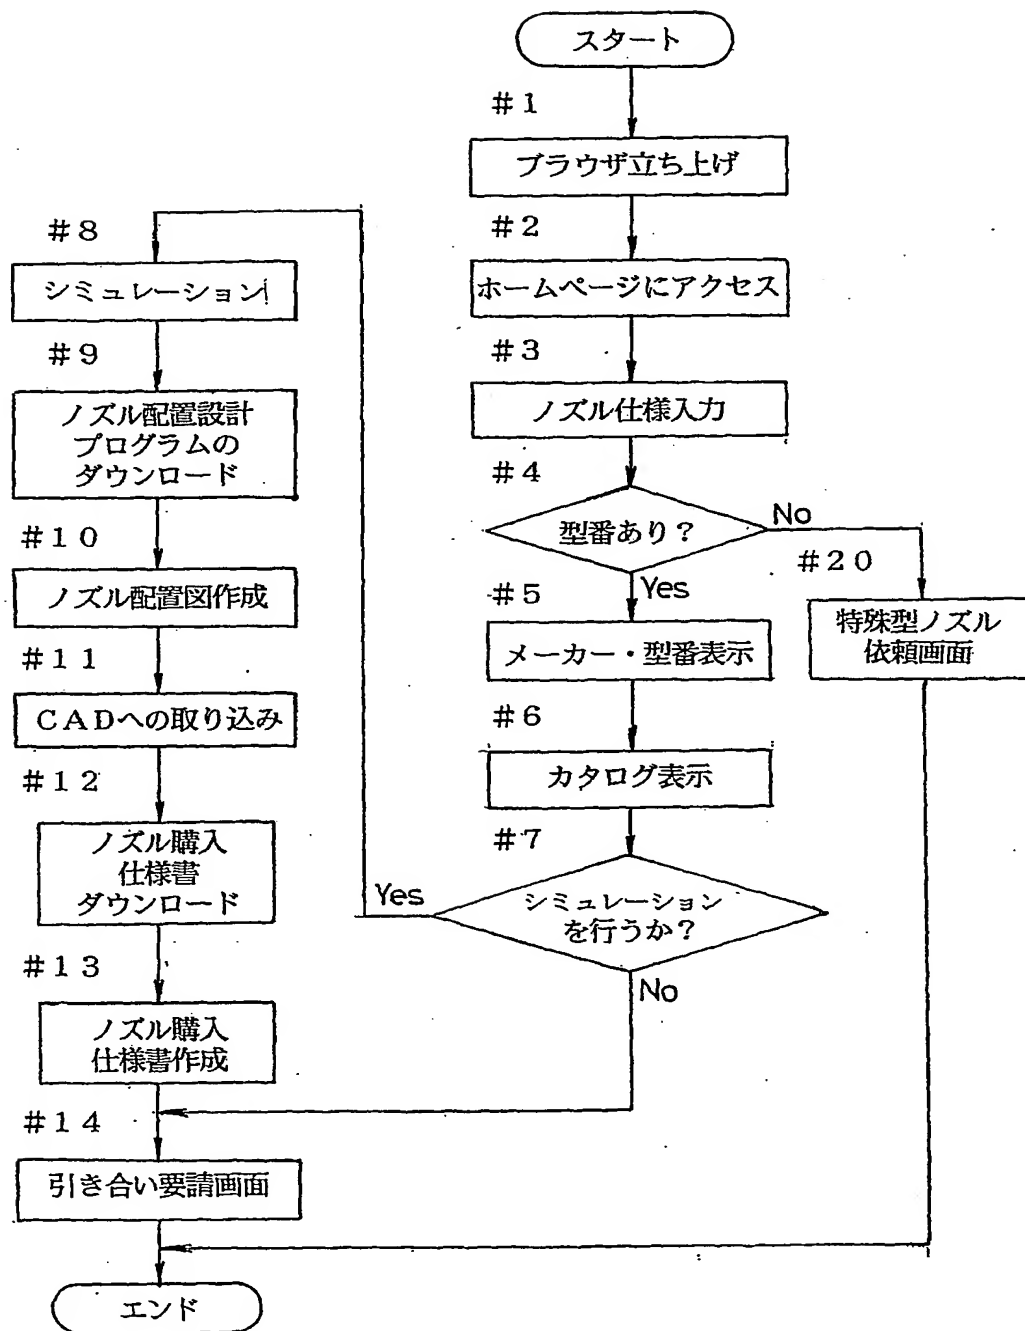 スタート
#1
ブラウザ立ち上げ
#2
ホームページにアクセス
#3
ノズル仕様入力
#4
型番あり?
No
#20
特殊型ノズル
依頼画面
Yes
#5
メーカー・型番表示
#6
カタログ表示
#7
シミュレーション
を行うか?
Yes
No
#8
シミュレーション
#9
ノズル配置設計
プログラムの
ダウンロード
#10
ノズル配置図作成
#11
CADへの取り込み
#12
ノズル購入
仕様書
ダウンロード
#13
ノズル購入
仕様書作成
#14
引き合い要請画面
エンド